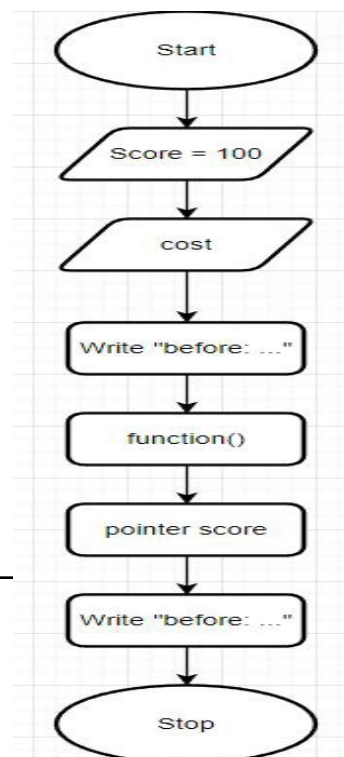 Start
Score = 100
cost
Write "before: ..."
function()
pointer score
Write "before: ..."
Stop